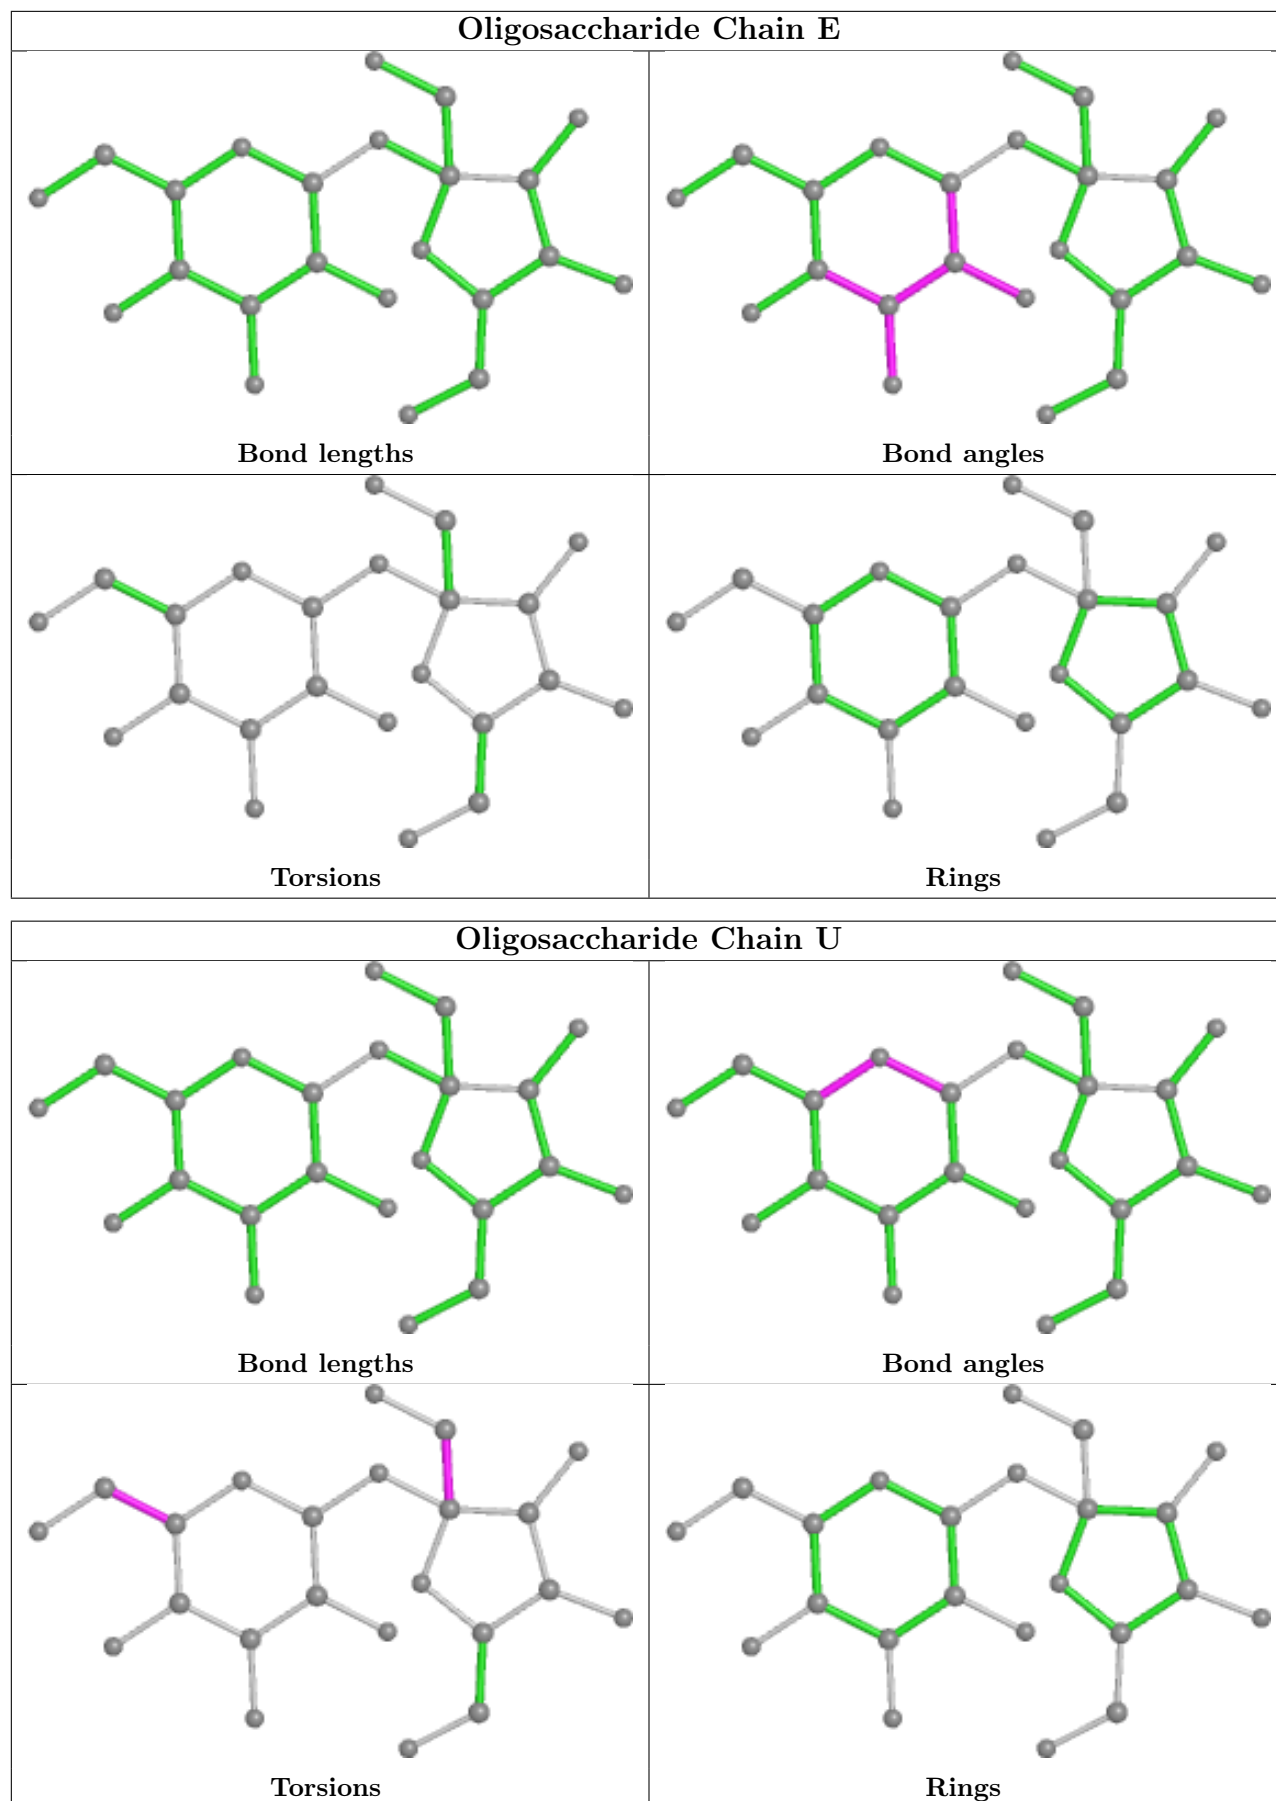 Oligosaccharide Chain E
Bond lengths
Bond angles
Torsions
Rings
Oligosaccharide Chain U
Bond lengths
Bond angles
Torsions
Rings